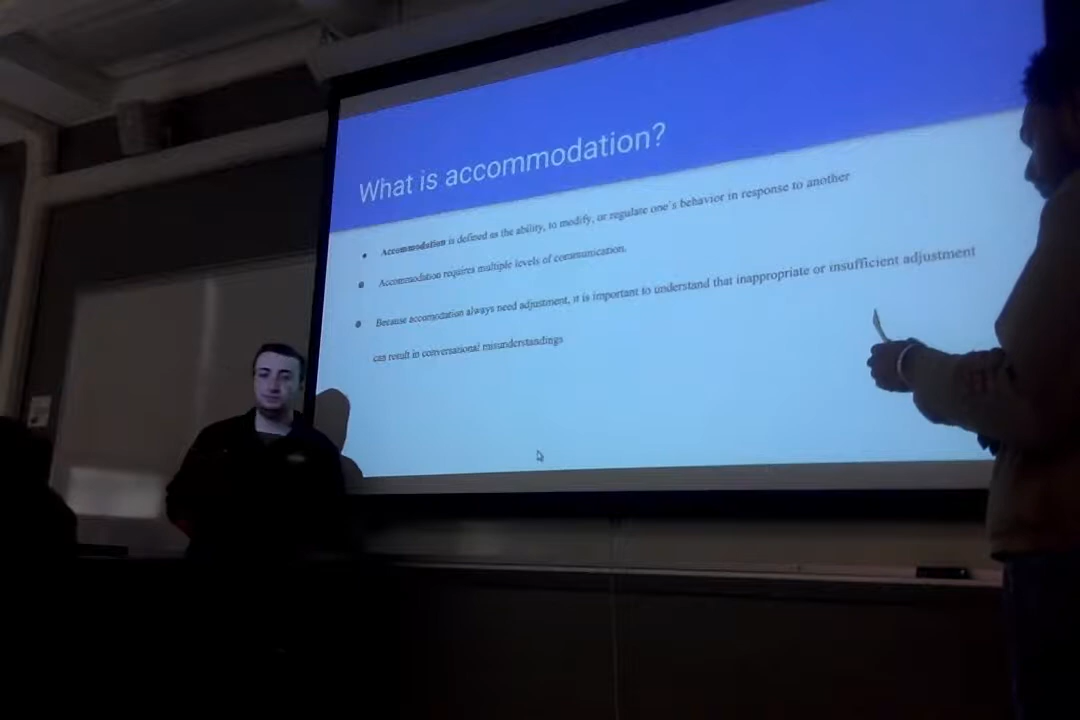 What is accommodation?
Accommodation is defined as the ability, to modify, or regulate one's behavior in response to another
Accommodation requires multiple levels of communication.
Because accomodation always need adjustment, it is important to understand that inappropriate or insufficient adjustment
can result in conversational misunderstandings